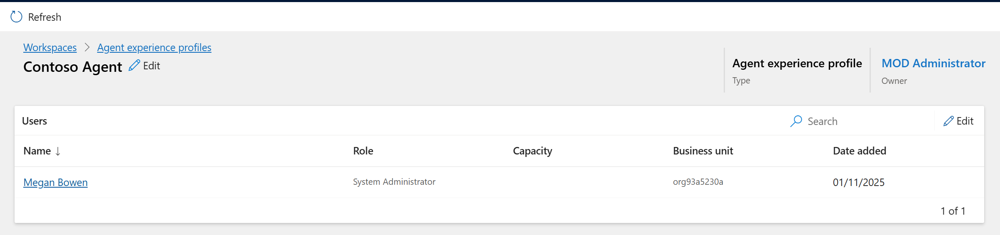 Refresh
Workspaces > Agent experience profiles
Contoso Agent Edit
Agent experience profile
Type
MOD Administrator
Owner
Users Search Edit
Name ↓ Role Capacity Business unit Date added
Megan Bowen System Administrator org93a5230a 01/11/2025
1 of 1